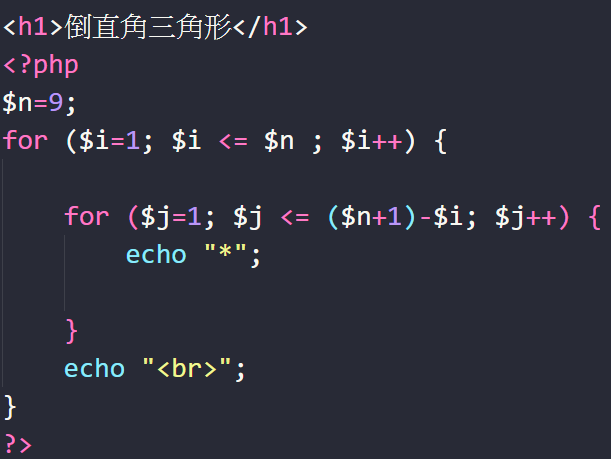 <h1>倒直角三角形</h1>
<?php
$n=9;
for ($i=1; $i <= $n ; $i++) {
for ($j=1; $j <= ($n+1)-$i; $j++) {
echo "*";
}
echo "<br>";
}
?>